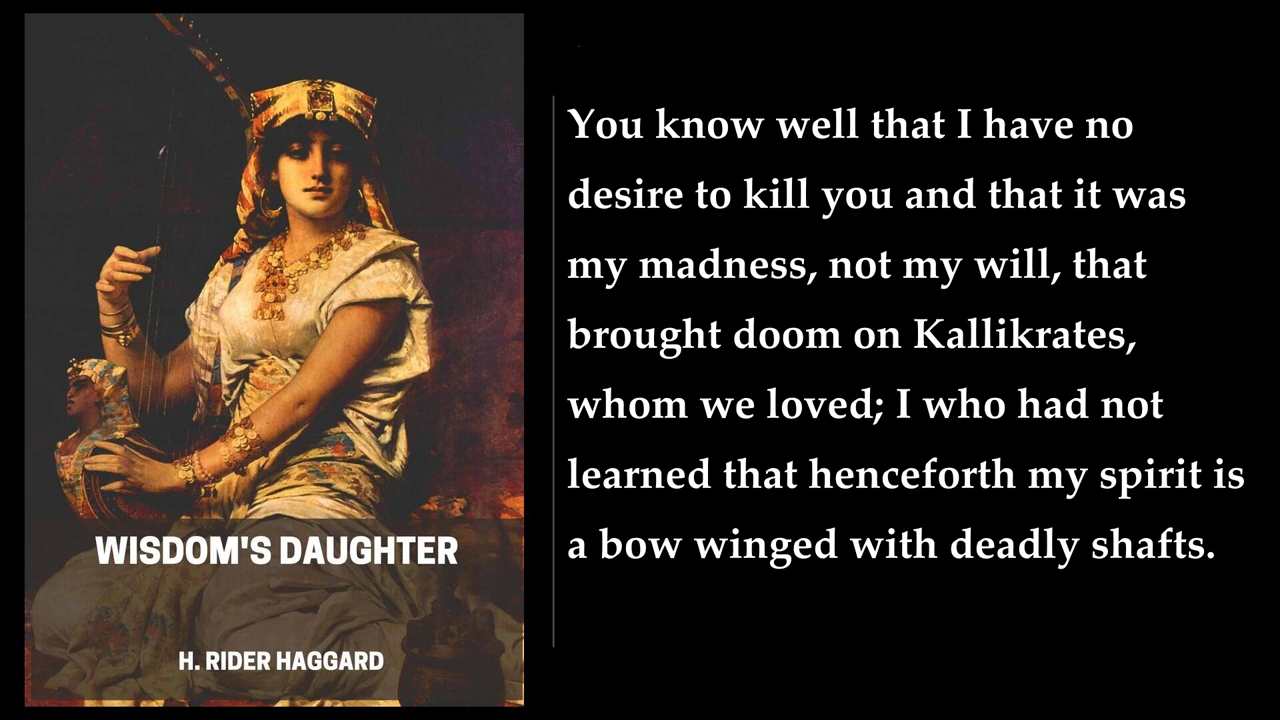 WISDOM'S DAUGHTER
H. RIDER HAGGARD
You know well that I have no
desire to kill you and that it was
my madness, not my will, that
brought doom on Kallikrates,
whom we loved; I who had not
learned that henceforth my spirit is
a bow winged with deadly shafts.